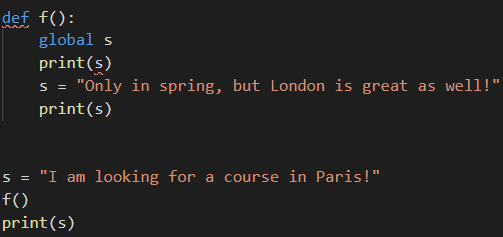 def f():
    global s
    print(s)
    s = "Only in spring, but London is great as well!"
    print(s)
s = "I am looking for a course in Paris!"
f()
print(s)